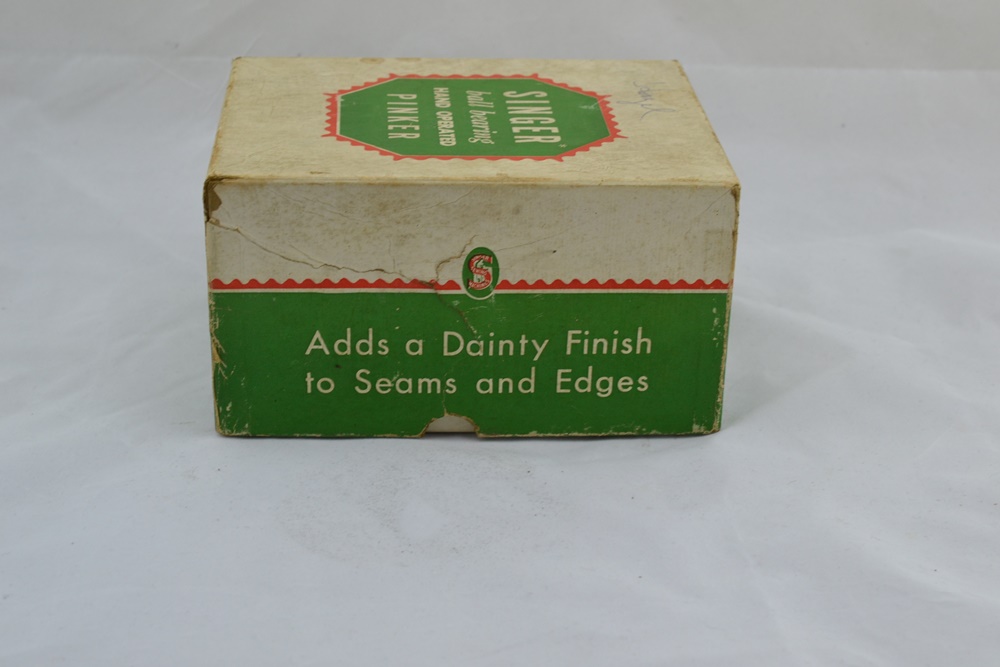 SINGER
ball bearing
HAND OPERATED
PINKER
S
Adds a Dainty Finish
to Seams and Edges